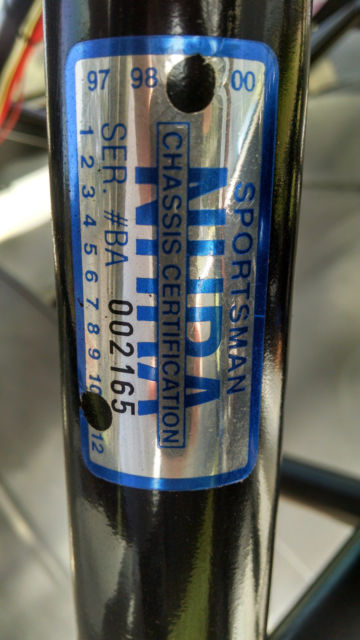 97 98 00
SPORTSMAN
NHRA
CHASSIS CERTIFICATION
SER. #BA 002165
1 2 3 4 5 6 7 8 9 10 12